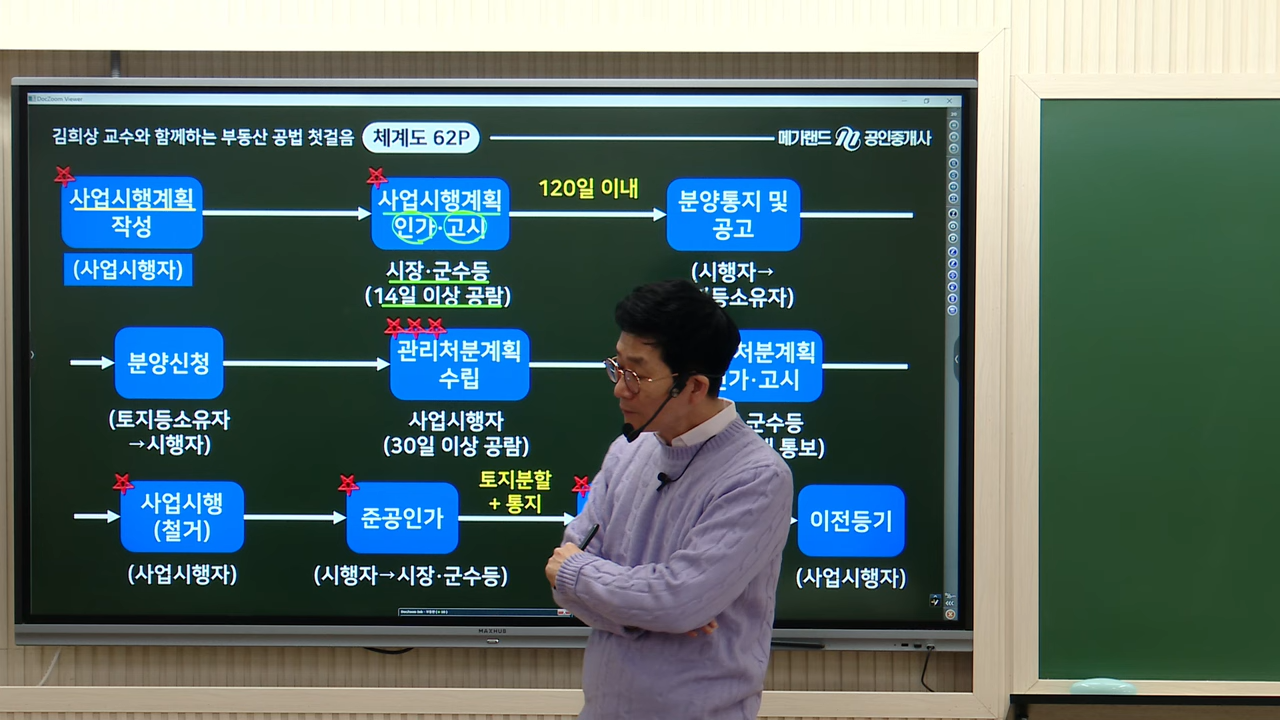 DocZoom Viewer
김희상 교수와 함께하는 부동산 공법 첫걸음 체계도 62P 메가랜드 공인중개사
사업시행계획
작성
(사업시행자)
사업시행계획
인가·고시
시장·군수등
(14일 이상 공람)
120일 이내
분양통지 및
공고
(시행자→
등소유자)
분양신청
(토지등소유자
→시행자)
관리처분계획
수립
사업시행자
(30일 이상 공람)
처분계획
가·고시
군수등
통보)
사업시행
(철거)
(사업시행자)
준공인가
(시행자→시장·군수등)
토지분할
+ 통지
이전등기
(사업시행자)
MAXHUB